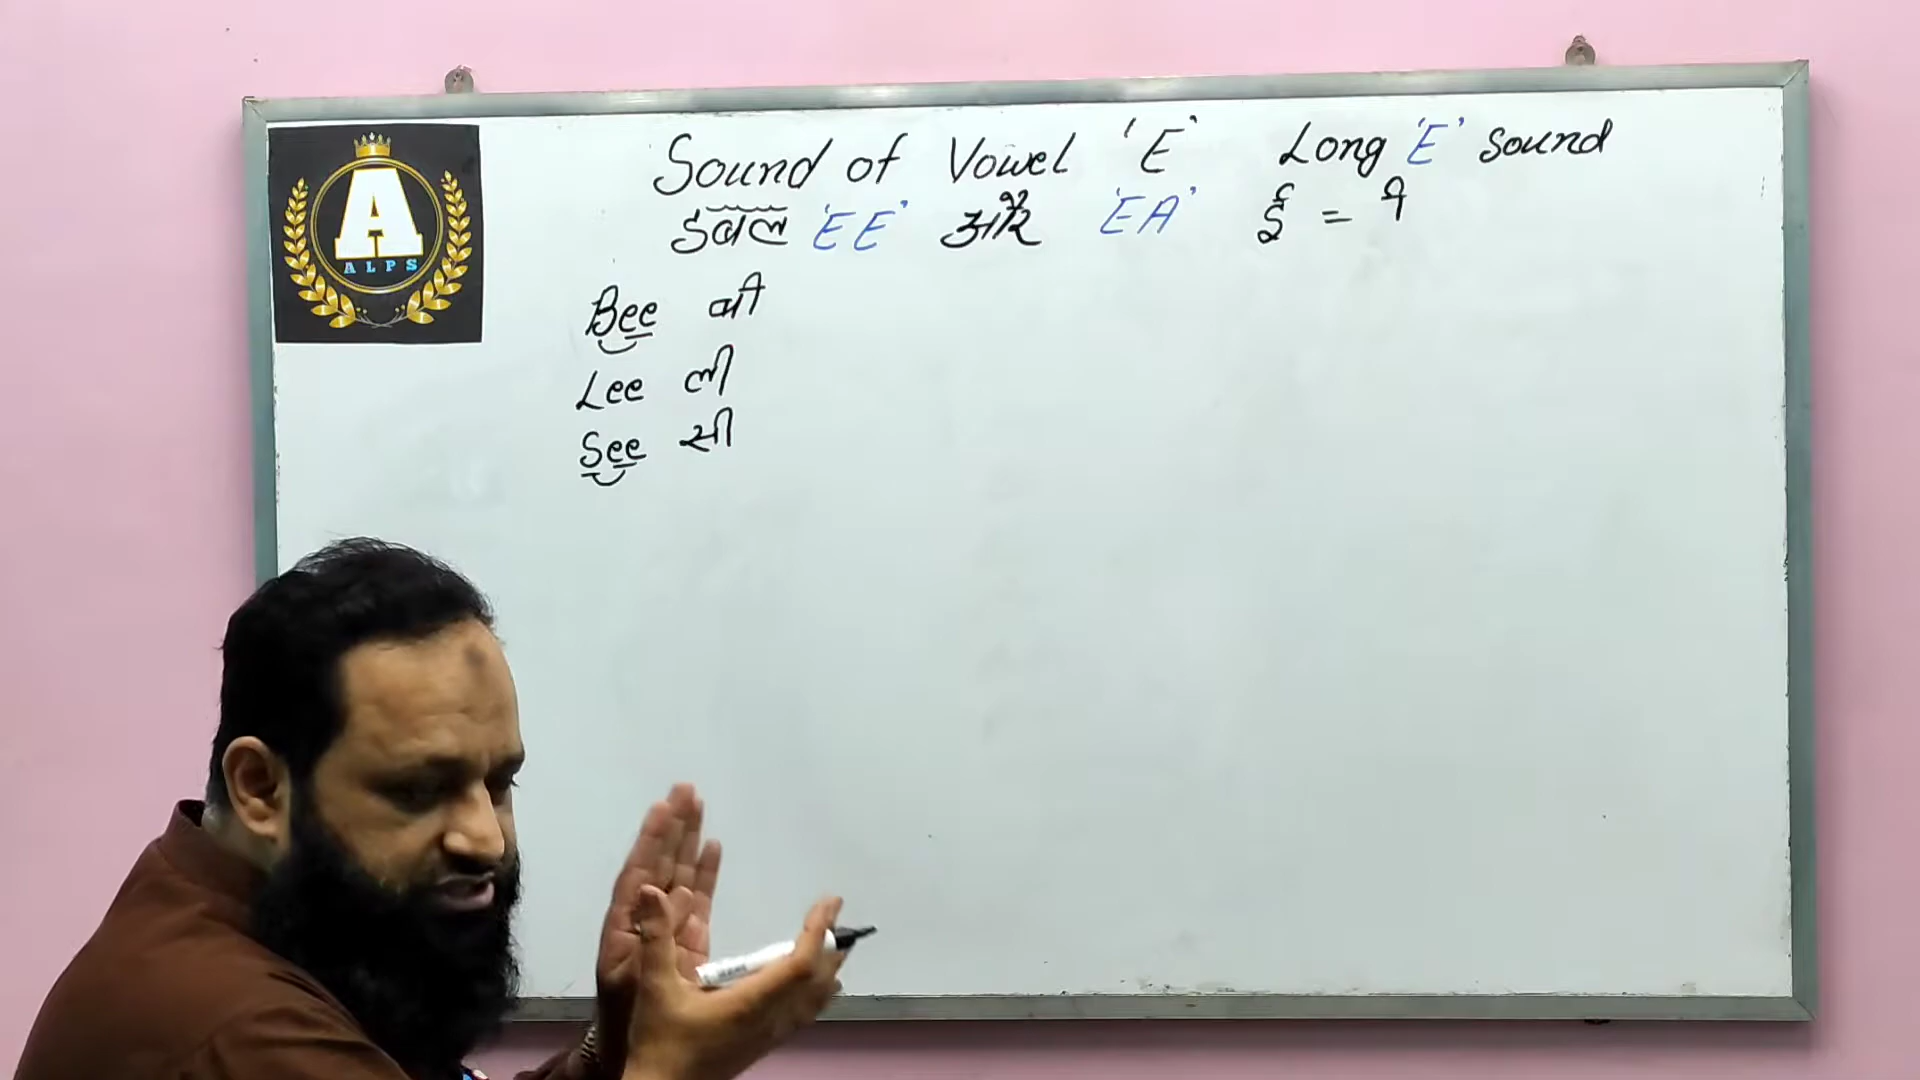 A
ALPS
Sound of Vowel 'E' Long 'E' sound
डबल 'EE' और 'EA' ई = ी
Bee बी
Lee ली
See सी